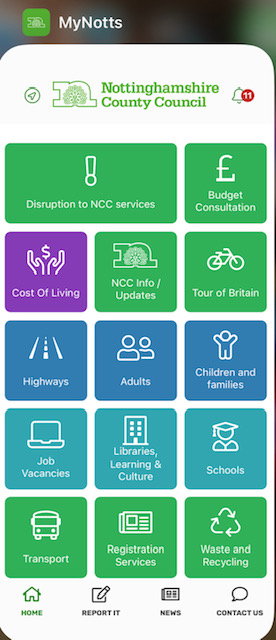 MyNotts
Nottinghamshire
County Council
11
Disruption to NCC services
£
Budget
Consultation
$
Cost Of Living
NCC Info /
Updates
Tour of Britain
Highways
Adults
Children and
families
Job
Vacancies
Libraries,
Learning &
Culture
Schools
Transport
Registration
Services
Waste and
Recycling
HOME
REPORT IT
NEWS
CONTACT US